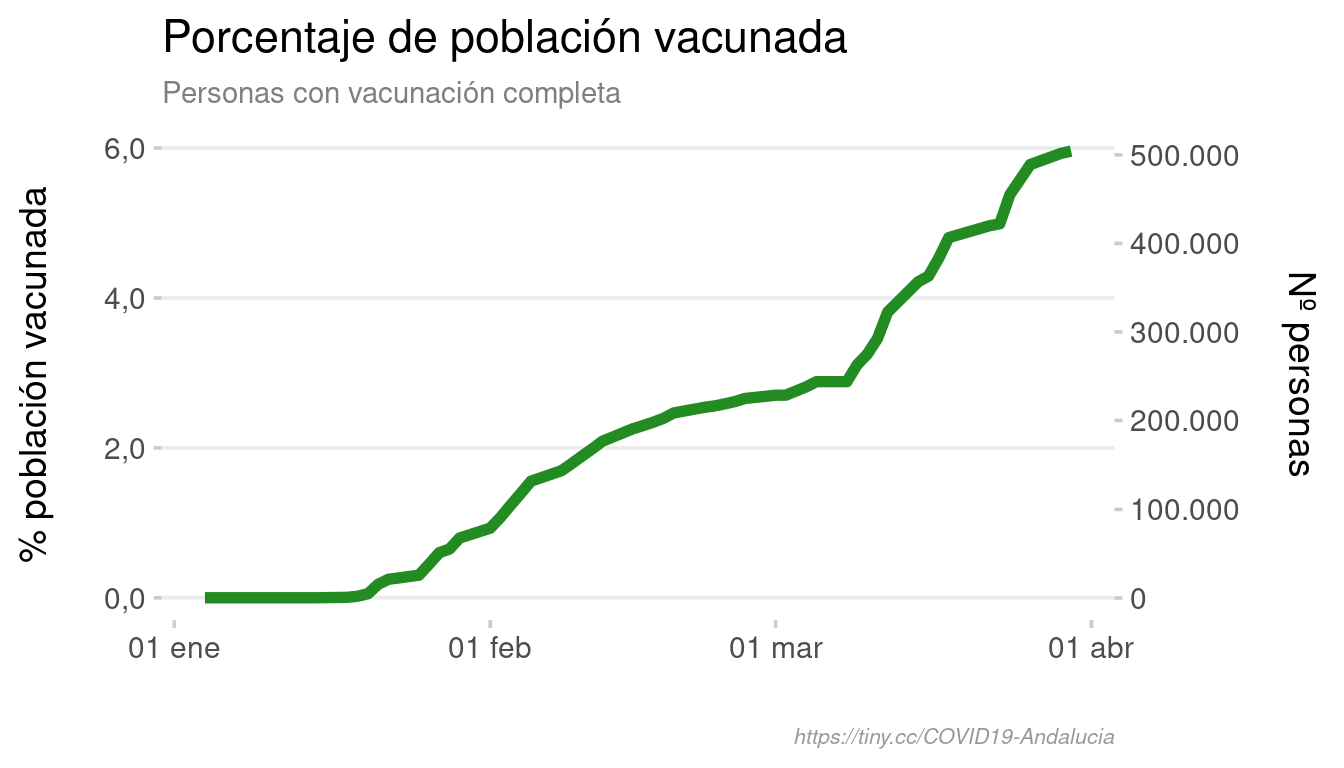 Porcentaje de población vacunada
Personas con vacunación completa
% población vacunada
6,0
4,0
2,0
0,0
500.000
400.000
300.000
200.000
100.000
0
Nº personas
01 ene
01 feb
01 mar
01 abr
https://tiny.cc/COVID19-Andalucia